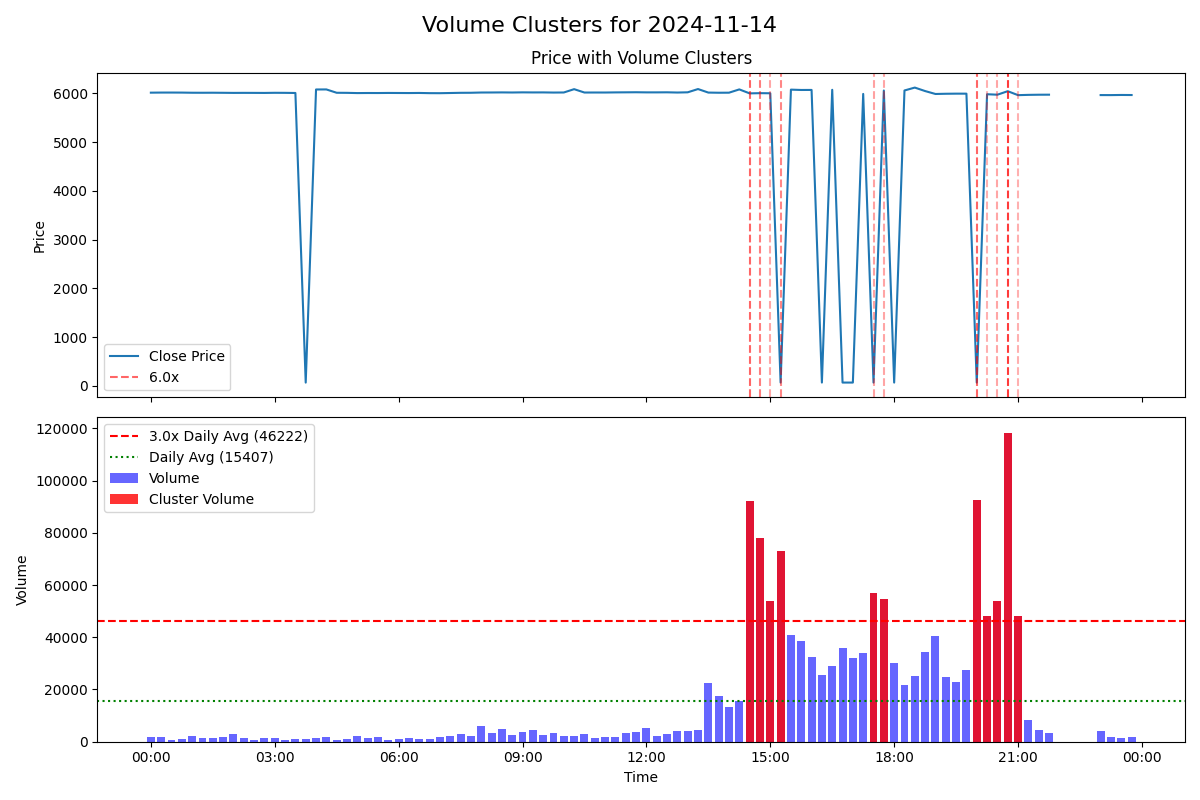 Volume Clusters for 2024-11-14
Price with Volume Clusters
Price
6000
5000
4000
3000
2000
1000
0
Close Price
6.0x
Volume
120000
100000
80000
60000
40000
20000
0
3.0x Daily Avg (46222)
Daily Avg (15407)
Volume
Cluster Volume
00:00 03:00 06:00 09:00 12:00 15:00 18:00 21:00 00:00
Time